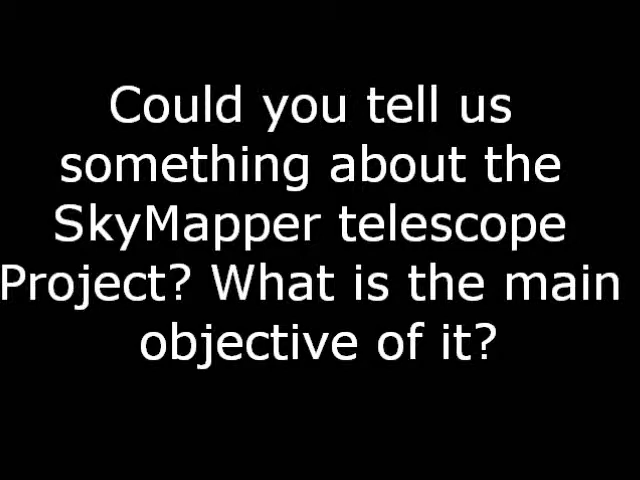 Could you tell us
something about the
SkyMapper telescope
Project? What is the main
objective of it?